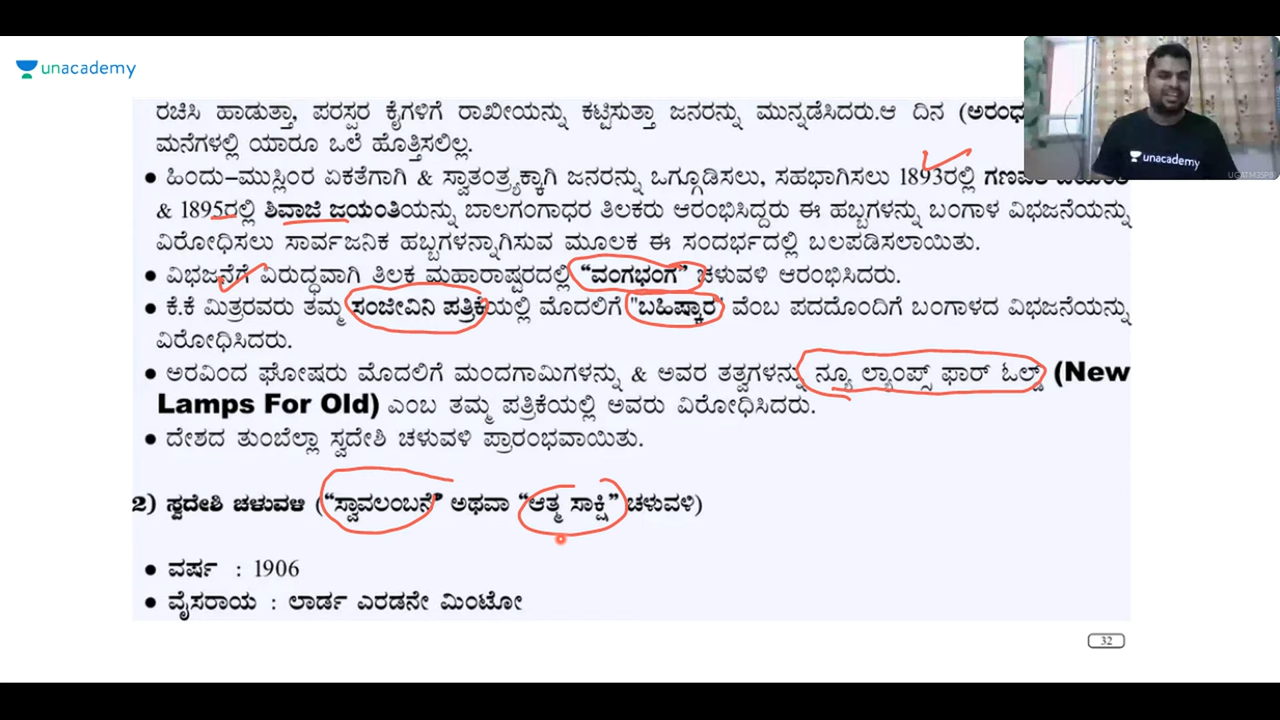 unacademy
ರಚಿಸಿ ಹಾಡುತ್ತಾ, ಪರಸ್ಪರ ಕೈಗಳಿಗೆ ರಾಖೀಯನ್ನು ಕಟ್ಟಿಸುತ್ತಾ ಜನರನ್ನು ಮುನ್ನಡೆಸಿದರು.ಆ ದಿನ
ಮನೆಗಳಲ್ಲಿ ಯಾರೂ ಒಲೆ ಹೊತ್ತಿಸಲಿಲ್ಲ.
unacademy
• ಹಿಂದು–ಮುಸ್ಲಿಂರ ಏಕತೆಗಾಗಿ & ಸ್ವಾತಂತ್ರ್ಯಕ್ಕಾಗಿ ಜನರನ್ನು ಒಗ್ಗೂಡಿಸಲು, ಸಹಭಾಗಿಸಲು 1893ರಲ್ಲಿ
& 1895ರಲ್ಲಿ ಶಿವಾಜಿ ಜಯಂತಿಯನ್ನು ಬಾಲಗಂಗಾಧರ ತಿಲಕರು ಆರಂಭಿಸಿದ್ದರು ಈ ಹಬ್ಬಗಳನ್ನು ಬಂಗಾಳ ವಿಭಜನೆಯನ್ನು
ವಿರೋಧಿಸಲು ಸಾರ್ವಜನಿಕ ಹಬ್ಬಗಳನ್ನಾಗಿಸುವ ಮೂಲಕ ಈ ಸಂದರ್ಭದಲ್ಲಿ ಬಲಪಡಿಸಲಾಯಿತು.
• ವಿಭಜನೆಗೆ ವಿರುದ್ಧವಾಗಿ ತಿಲಕ ಮಹಾರಾಷ್ಟರದಲ್ಲಿ “ವಂಗಭಂಗ” ಚಳುವಳಿ ಆರಂಭಿಸಿದರು.
• ಕೆ.ಕೆ ಮಿತ್ರರವರು ತಮ್ಮ ಸಂಜೀವಿನಿ ಪತ್ರಿಕೆಯಲ್ಲಿ ಮೊದಲಿಗೆ "ಬಹಿಷ್ಕಾರ' ವೆಂಬ ಪದದೊಂದಿಗೆ ಬಂಗಾಳದ ವಿಭಜನೆಯನ್ನು
ವಿರೋಧಿಸಿದರು.
• ಅರವಿಂದ ಘೋಷರು ಮೊದಲಿಗೆ ಮಂದಗಾಮಿಗಳನ್ನು & ಅವರ ತತ್ವಗಳನ್ನು ನ್ಯೂ ಲ್ಯಾಂಪ್ಸ್ ಫಾರ್ ಓಲ್ಡ್ (New
Lamps For Old) ಎಂಬ ತಮ್ಮ ಪತ್ರಿಕೆಯಲ್ಲಿ ಅವರು ವಿರೋಧಿಸಿದರು.
• ದೇಶದ ತುಂಬೆಲ್ಲಾ ಸ್ವದೇಶಿ ಚಳುವಳಿ ಪ್ರಾರಂಭವಾಯಿತು.
2) ಸ್ವದೇಶಿ ಚಳುವಳಿ (“ಸ್ವಾವಲಂಬನೆ” ಅಥವಾ “ಆತ್ಮ ಸಾಕ್ಷಿ” ಚಳುವಳಿ)
• ವರ್ಷ : 1906
• ವೈಸರಾಯ : ಲಾರ್ಡ ಎರಡನೇ ಮಿಂಟೋ
32